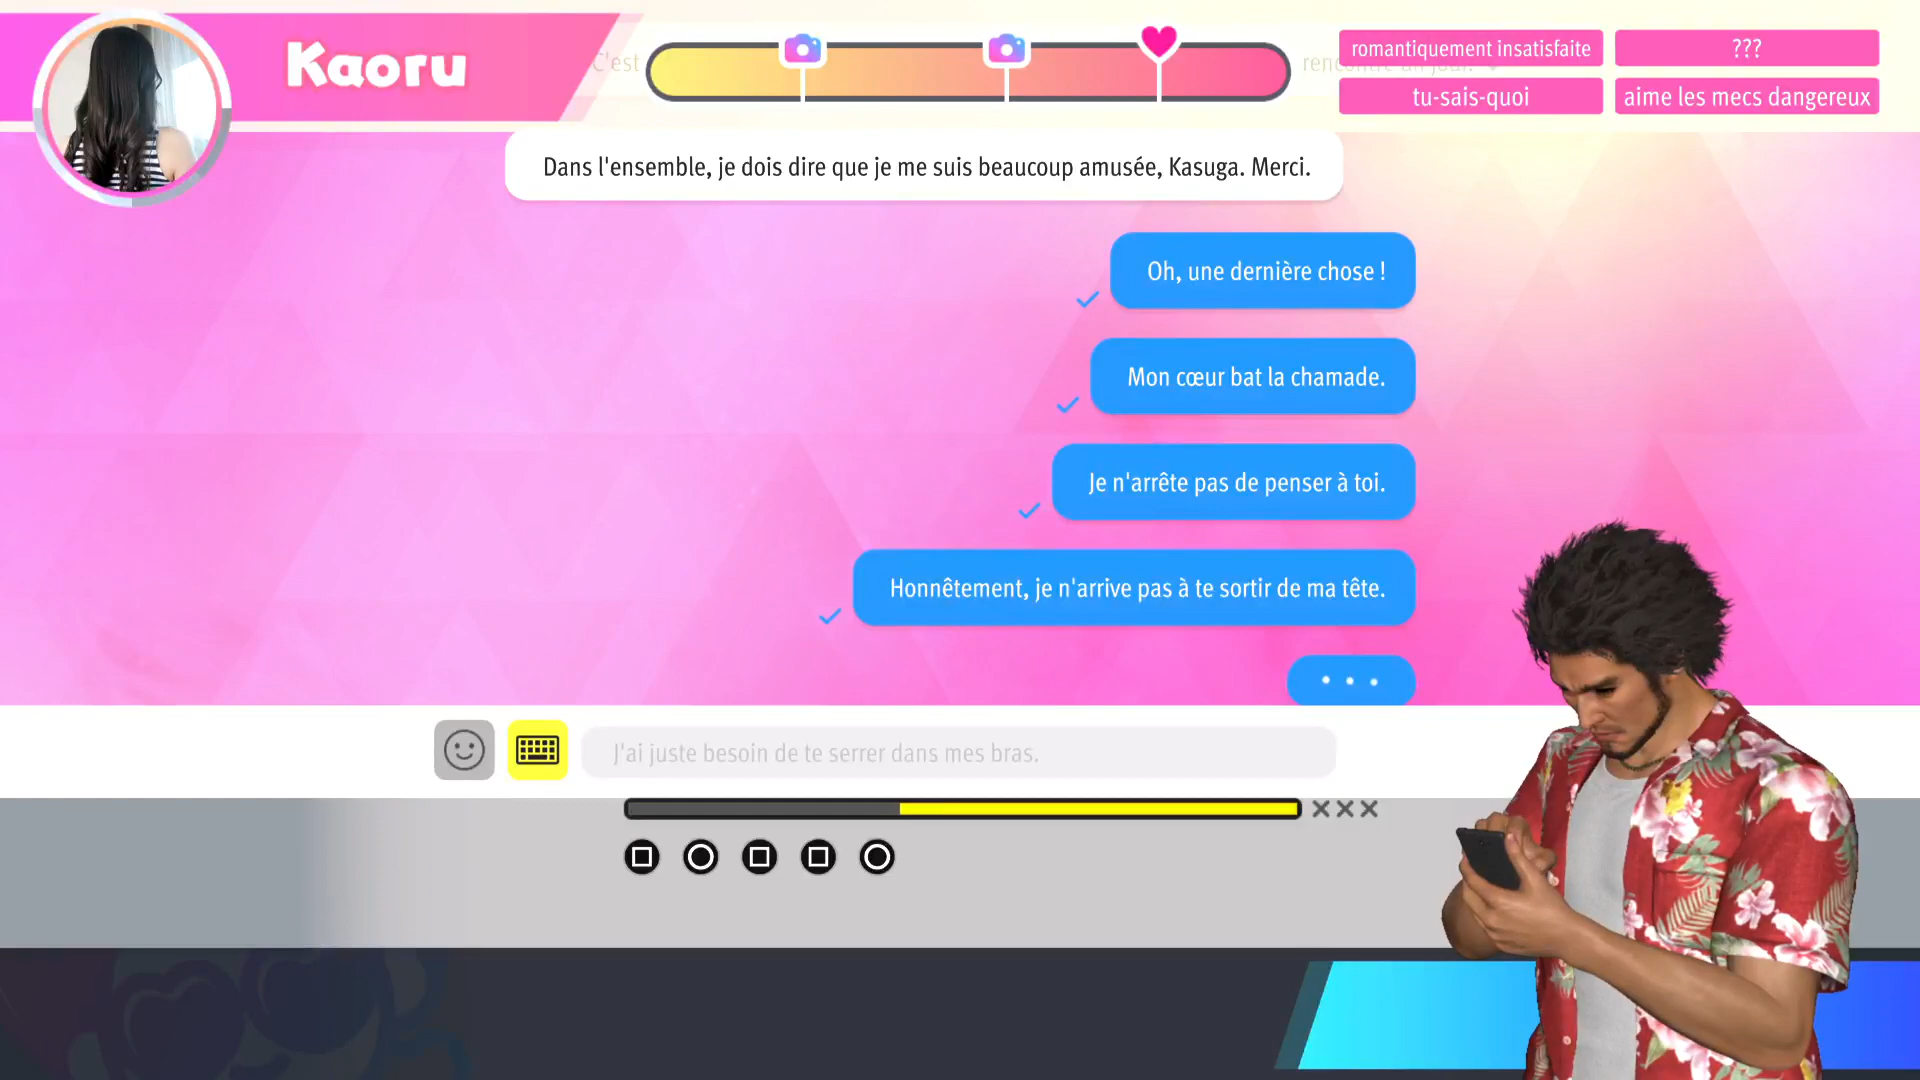 Kaoru
C'est
rencontre un jour.
romantiquement insatisfaite
???
tu-sais-quoi
aime les mecs dangereux
Dans l'ensemble, je dois dire que je me suis beaucoup amusée, Kasuga. Merci.
Oh, une dernière chose !
Mon cœur bat la chamade.
Je n'arrête pas de penser à toi.
Honnêtement, je n'arrive pas à te sortir de ma tête.
J'ai juste besoin de te serrer dans mes bras.